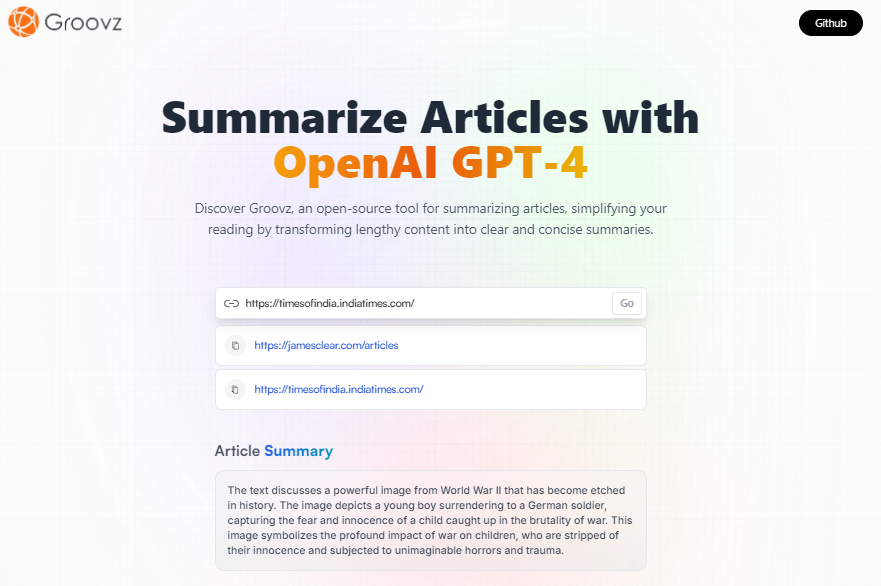 Groovz
Github
Summarize Articles with
OpenAI GPT-4
Discover Groovz, an open-source tool for summarizing articles, simplifying your
reading by transforming lengthy content into clear and concise summaries.
https://timesofindia.indiatimes.com/
Go
https://jamesclear.com/articles
https://timesofindia.indiatimes.com/
Article Summary
The text discusses a powerful image from World War II that has become etched
in history. The image depicts a young boy surrendering to a German soldier,
capturing the fear and innocence of a child caught up in the brutality of war. This
image symbolizes the profound impact of war on children, who are stripped of
their innocence and subjected to unimaginable horrors and trauma.